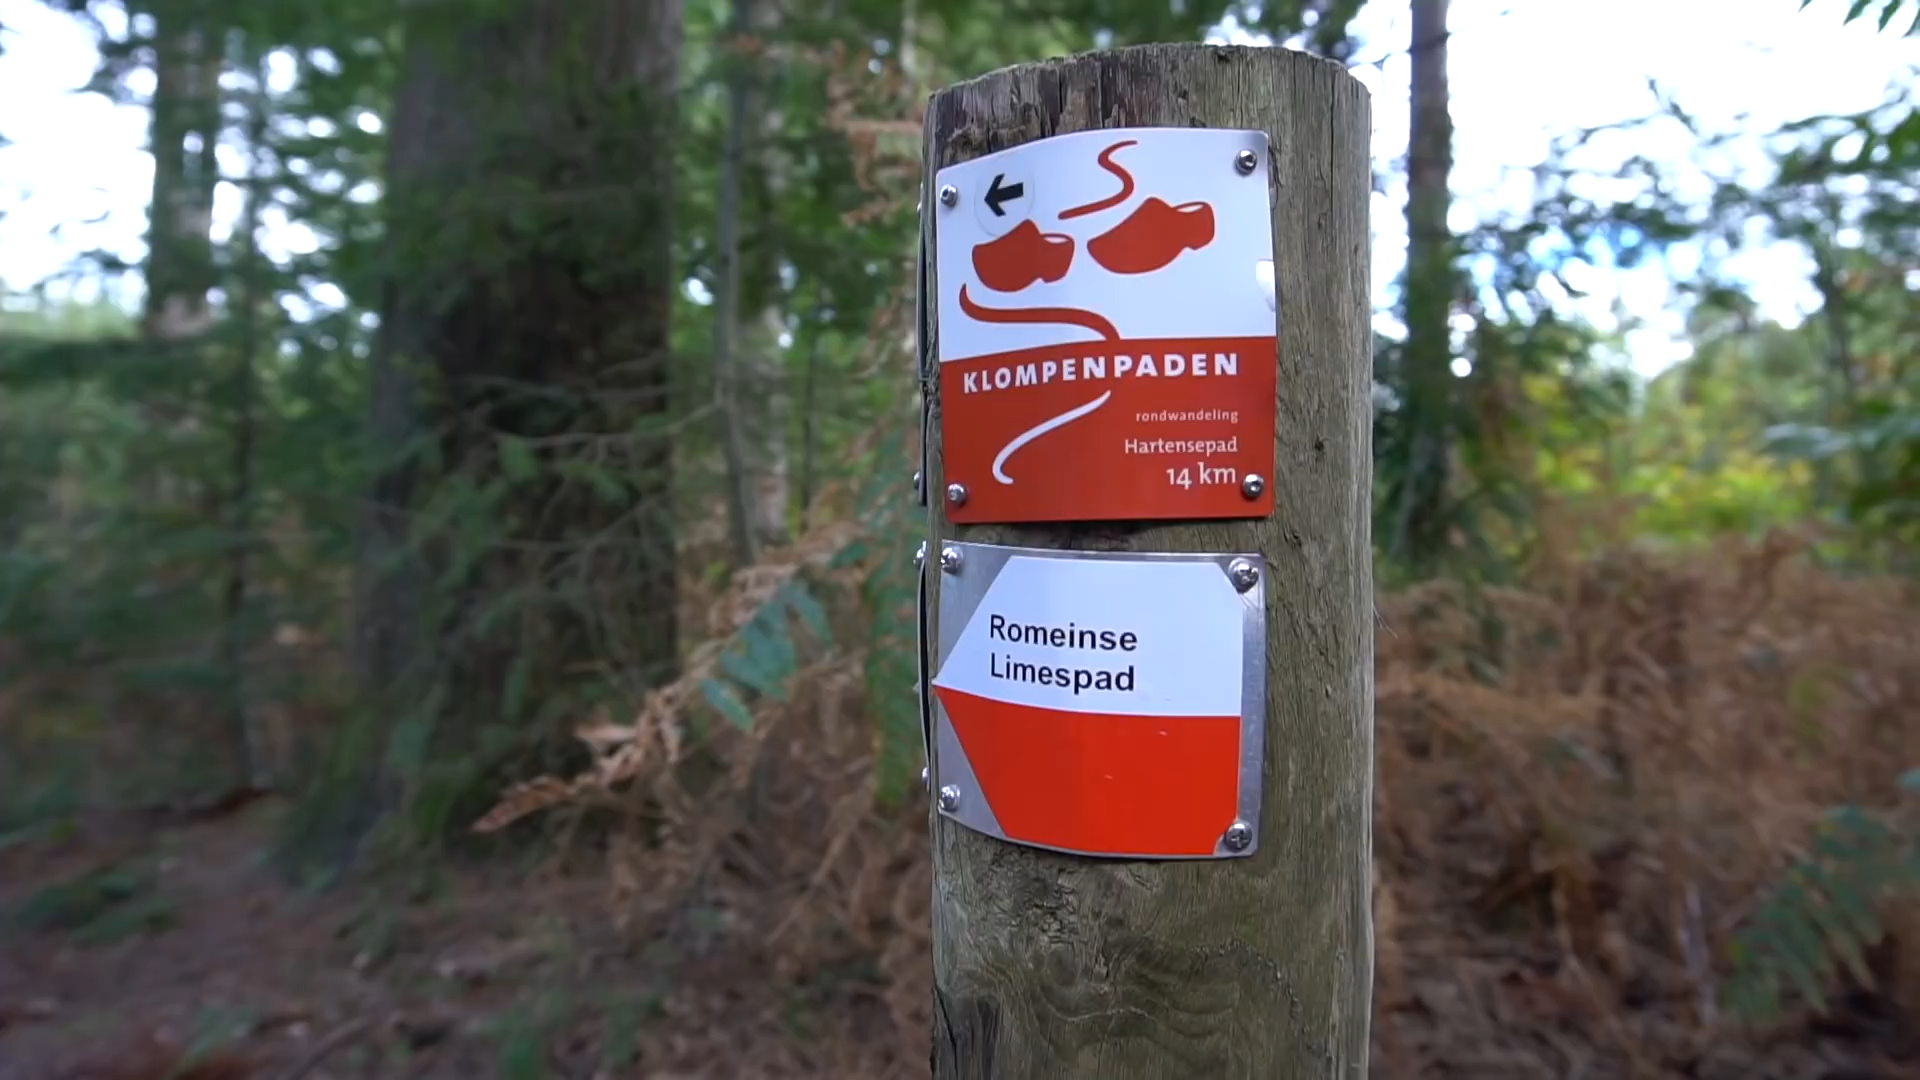 KLOMPENPADEN
rondwandeling
Hartensepad
14 km
Romeinse
Limespad